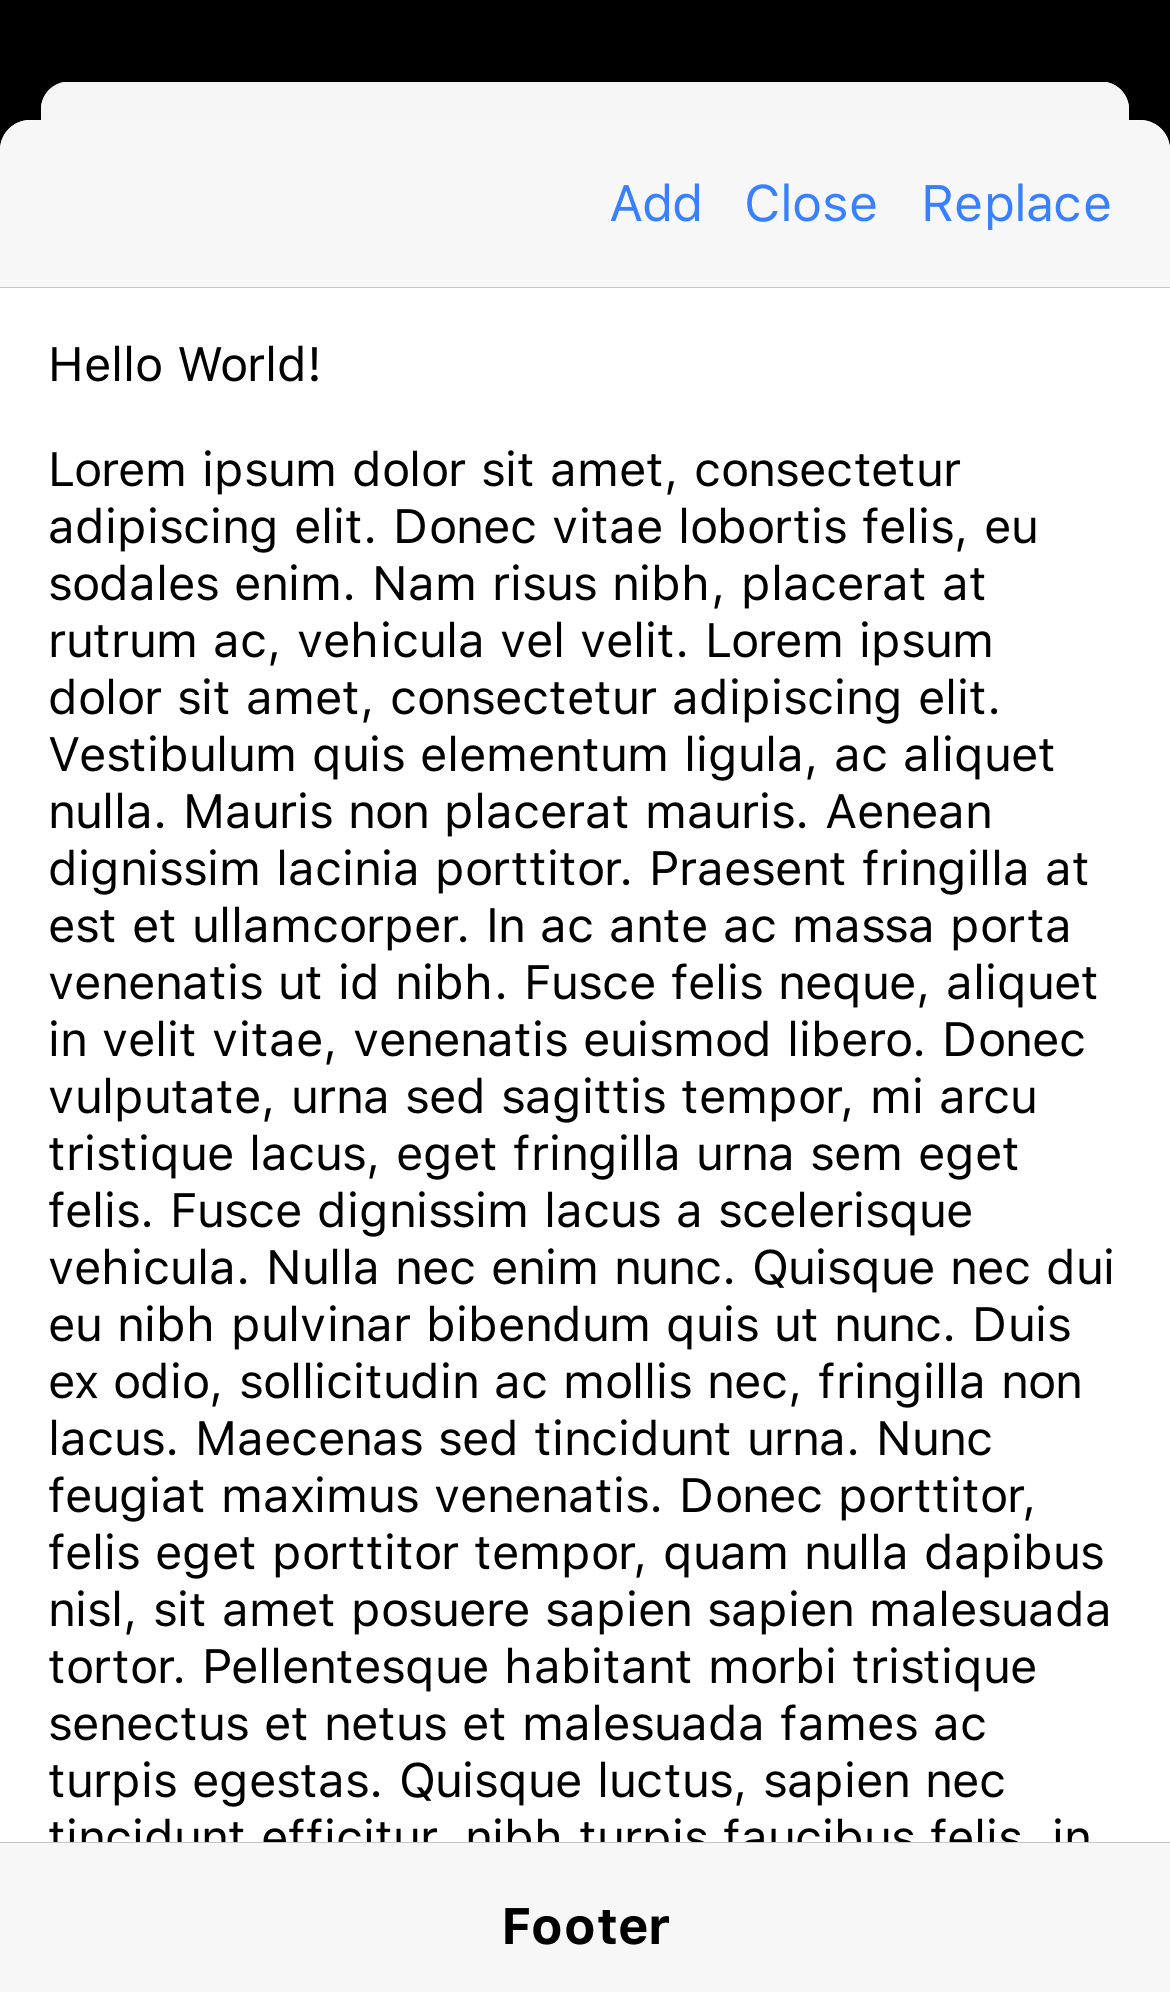 Add Close Replace
Hello World!
Lorem ipsum dolor sit amet, consectetur
adipiscing elit. Donec vitae lobortis felis, eu
sodales enim. Nam risus nibh, placerat at
rutrum ac, vehicula vel velit. Lorem ipsum
dolor sit amet, consectetur adipiscing elit.
Vestibulum quis elementum ligula, ac aliquet
nulla. Mauris non placerat mauris. Aenean
dignissim lacinia porttitor. Praesent fringilla at
est et ullamcorper. In ac ante ac massa porta
venenatis ut id nibh. Fusce felis neque, aliquet
in velit vitae, venenatis euismod libero. Donec
vulputate, urna sed sagittis tempor, mi arcu
tristique lacus, eget fringilla urna sem eget
felis. Fusce dignissim lacus a scelerisque
vehicula. Nulla nec enim nunc. Quisque nec dui
eu nibh pulvinar bibendum quis ut nunc. Duis
ex odio, sollicitudin ac mollis nec, fringilla non
lacus. Maecenas sed tincidunt urna. Nunc
feugiat maximus venenatis. Donec porttitor,
felis eget porttitor tempor, quam nulla dapibus
nisl, sit amet posuere sapien sapien malesuada
tortor. Pellentesque habitant morbi tristique
senectus et netus et malesuada fames ac
turpis egestas. Quisque luctus, sapien nec
tincidunt efficitur, nibh turpis faucibus felis, in
Footer